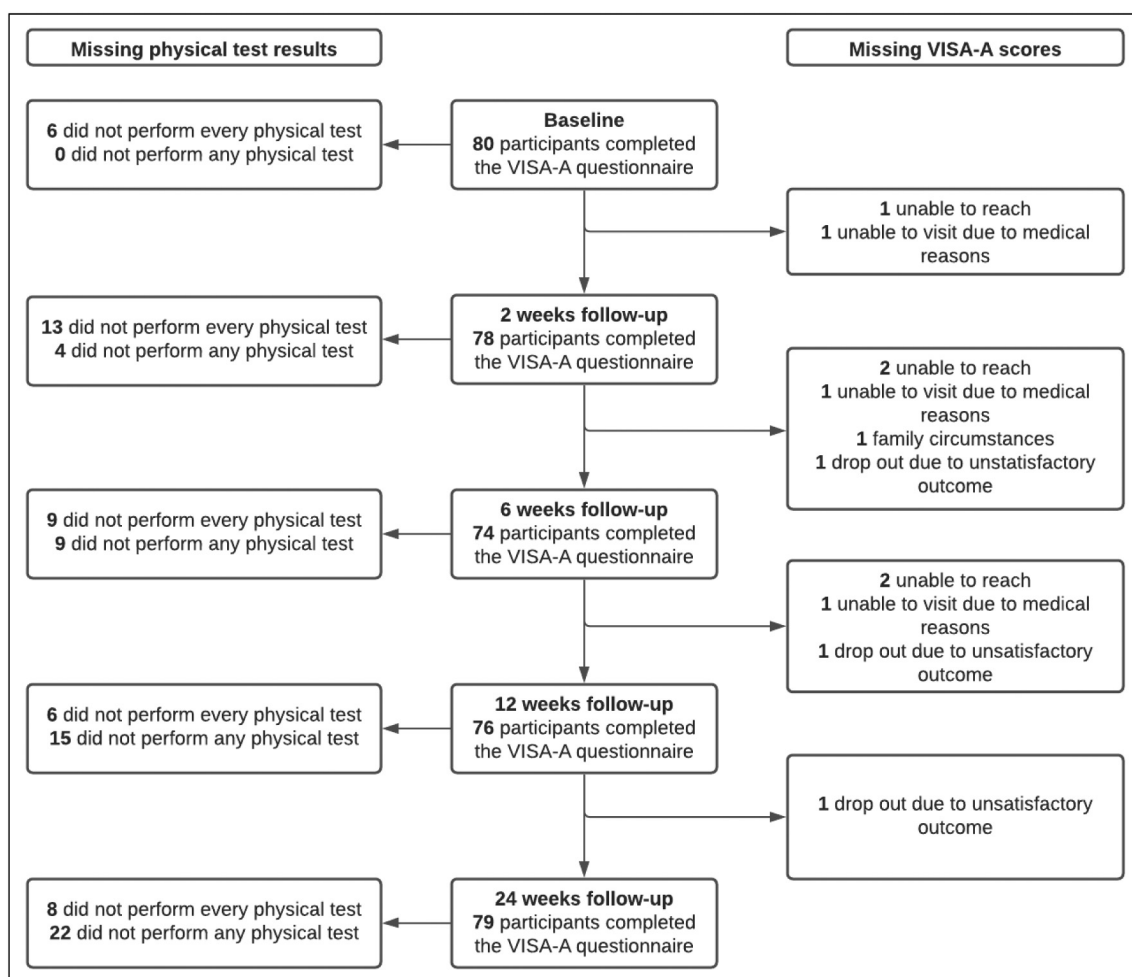 Missing physical test results
Missing VISA-A scores
6 did not perform every physical test
0 did not perform any physical test
Baseline
80 participants completed
the VISA-A questionnaire
1 unable to reach
1 unable to visit due to medical
reasons
13 did not perform every physical test
4 did not perform any physical test
2 weeks follow-up
78 participants completed
the VISA-A questionnaire
2 unable to reach
1 unable to visit due to medical
reasons
1 family circumstances
1 drop out due to unstatisfactory
outcome
9 did not perform every physical test
9 did not perform any physical test
6 weeks follow-up
74 participants completed
the VISA-A questionnaire
2 unable to reach
1 unable to visit due to medical
reasons
1 drop out due to unsatisfactory
outcome
6 did not perform every physical test
15 did not perform any physical test
12 weeks follow-up
76 participants completed
the VISA-A questionnaire
1 drop out due to unsatisfactory
outcome
8 did not perform every physical test
22 did not perform any physical test
24 weeks follow-up
79 participants completed
the VISA-A questionnaire